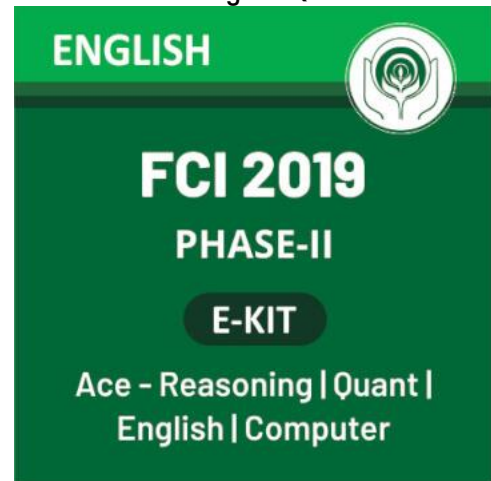 ENGLISH
FCI 2019
PHASE-II
E-KIT
Ace - Reasoning | Quant |
English | Computer